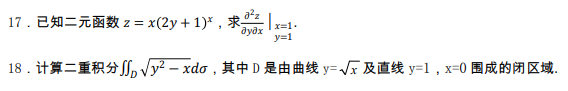 17．已知二元函数 z = x(2y + 1)^x，求 ∂²z/∂y∂x |_{x=1, y=1}.
18．计算二重积分∬_D √(y² − x)dσ，其中 D 是由曲线 y=√x 及直线 y=1，x=0 围成的闭区域.